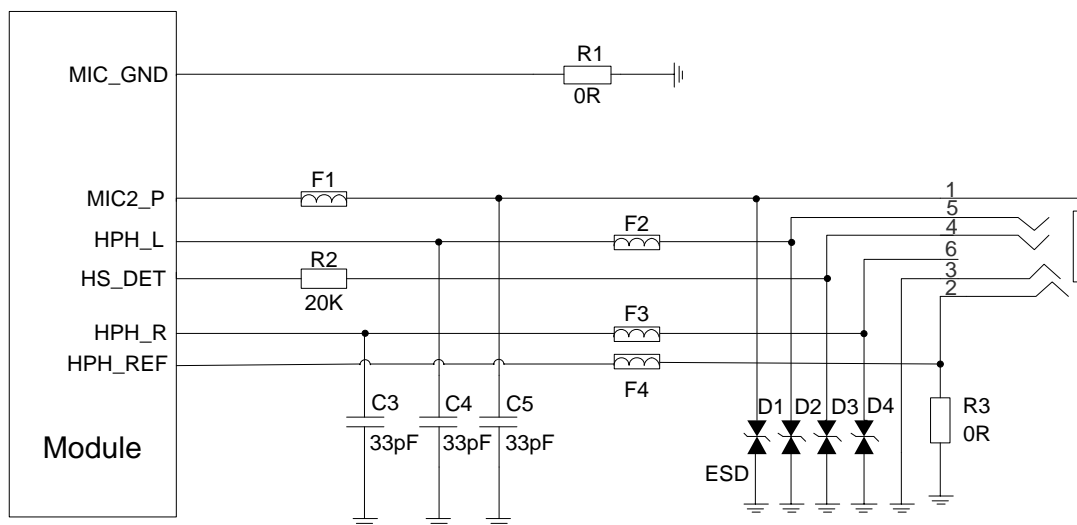 R1
MIC_GND
0R
F1
MIC2_P
1
5
F2
HPH_L
4
R2
6
HS_DET
3
20K
2
F3
HPH_R
HPH_REF
F4
C3
C4
C5
D1
D2
D3
D4
R3
0R
33pF
33pF
33pF
Module
ESD